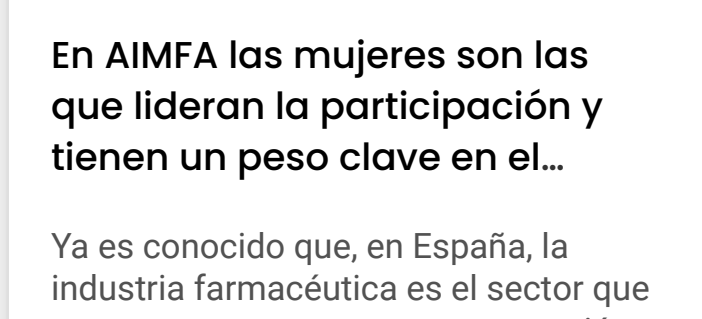 En AIMFA las mujeres son las
que lideran la participación y
tienen un peso clave en el...
Ya es conocido que, en España, la
industria farmacéutica es el sector que